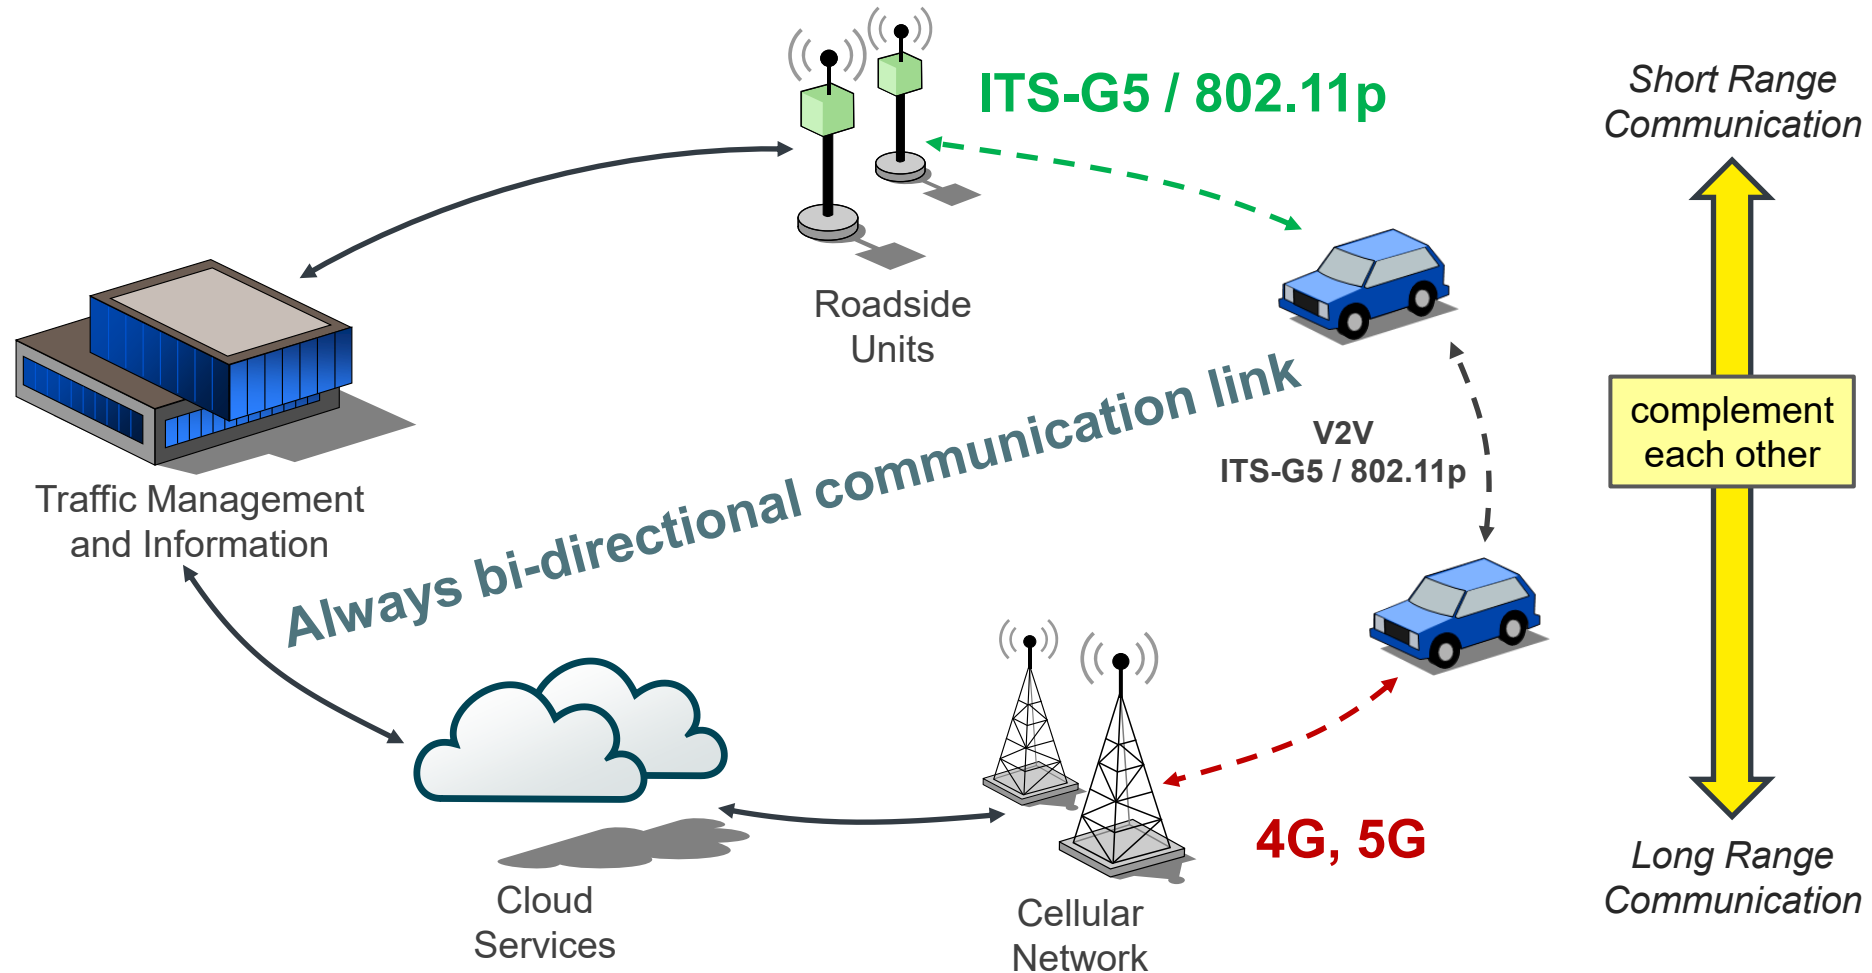 ITS-G5 / 802.11p
Short Range
Communication
Roadside
Units
Always bi-directional communication link
complement
each other
V2V
ITS-G5 / 802.11p
Traffic Management
and Information
4G, 5G
Long Range
Communication
Cloud
Services
Cellular
Network